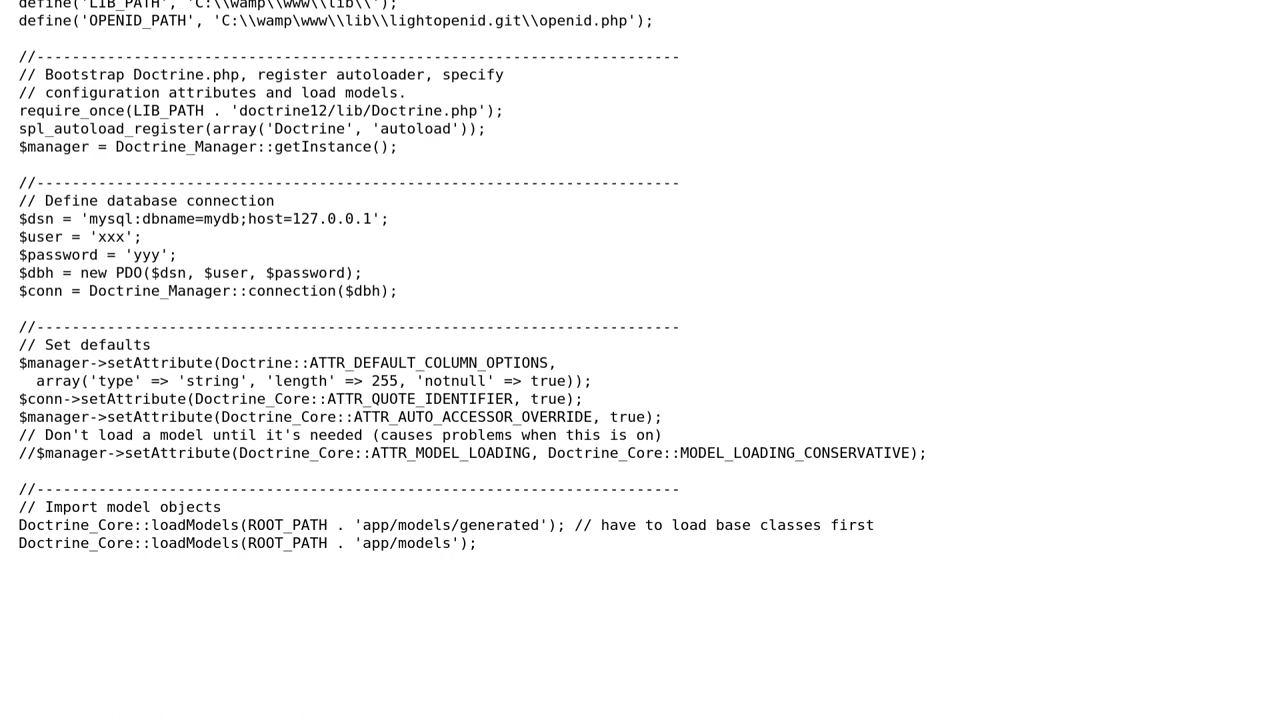 define('LIB_PATH', 'C:\\wamp\\www\\lib\\');
define('OPENID_PATH', 'C:\\wamp\www\\lib\\lightopenid.git\\openid.php');
//-------------------------------------------------------------------------
// Bootstrap Doctrine.php, register autoloader, specify
// configuration attributes and load models.
require_once(LIB_PATH . 'doctrine12/lib/Doctrine.php');
spl_autoload_register(array('Doctrine', 'autoload'));
$manager = Doctrine_Manager::getInstance();
//-------------------------------------------------------------------------
// Define database connection
$dsn = 'mysql:dbname=mydb;host=127.0.0.1';
$user = 'xxx';
$password = 'yyy';
$dbh = new PDO($dsn, $user, $password);
$conn = Doctrine_Manager::connection($dbh);
//-------------------------------------------------------------------------
// Set defaults
$manager->setAttribute(Doctrine::ATTR_DEFAULT_COLUMN_OPTIONS,
  array('type' => 'string', 'length' => 255, 'notnull' => true));
$conn->setAttribute(Doctrine_Core::ATTR_QUOTE_IDENTIFIER, true);
$manager->setAttribute(Doctrine_Core::ATTR_AUTO_ACCESSOR_OVERRIDE, true);
// Don't load a model until it's needed (causes problems when this is on)
//$manager->setAttribute(Doctrine_Core::ATTR_MODEL_LOADING, Doctrine_Core::MODEL_LOADING_CONSERVATIVE);
//-------------------------------------------------------------------------
// Import model objects
Doctrine_Core::loadModels(ROOT_PATH . 'app/models/generated'); // have to load base classes first
Doctrine_Core::loadModels(ROOT_PATH . 'app/models');